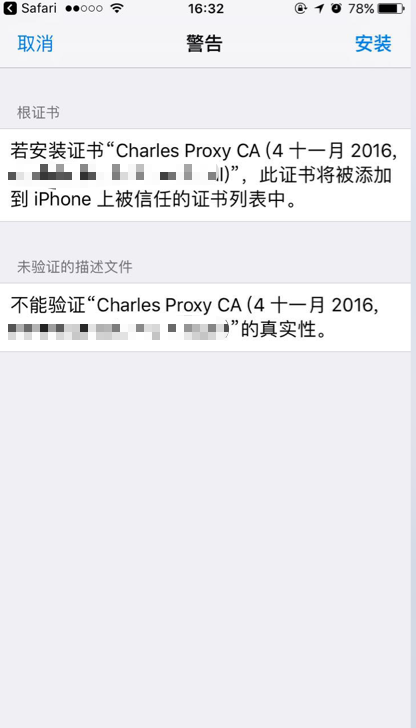 Safari 16:32 78%
取消 警告 安装
根证书
若安装证书“Charles Proxy CA (4 十一月 2016,
)”，此证书将被添加
到 iPhone 上被信任的证书列表中。
未验证的描述文件
不能验证“Charles Proxy CA (4 十一月 2016,
)”的真实性。